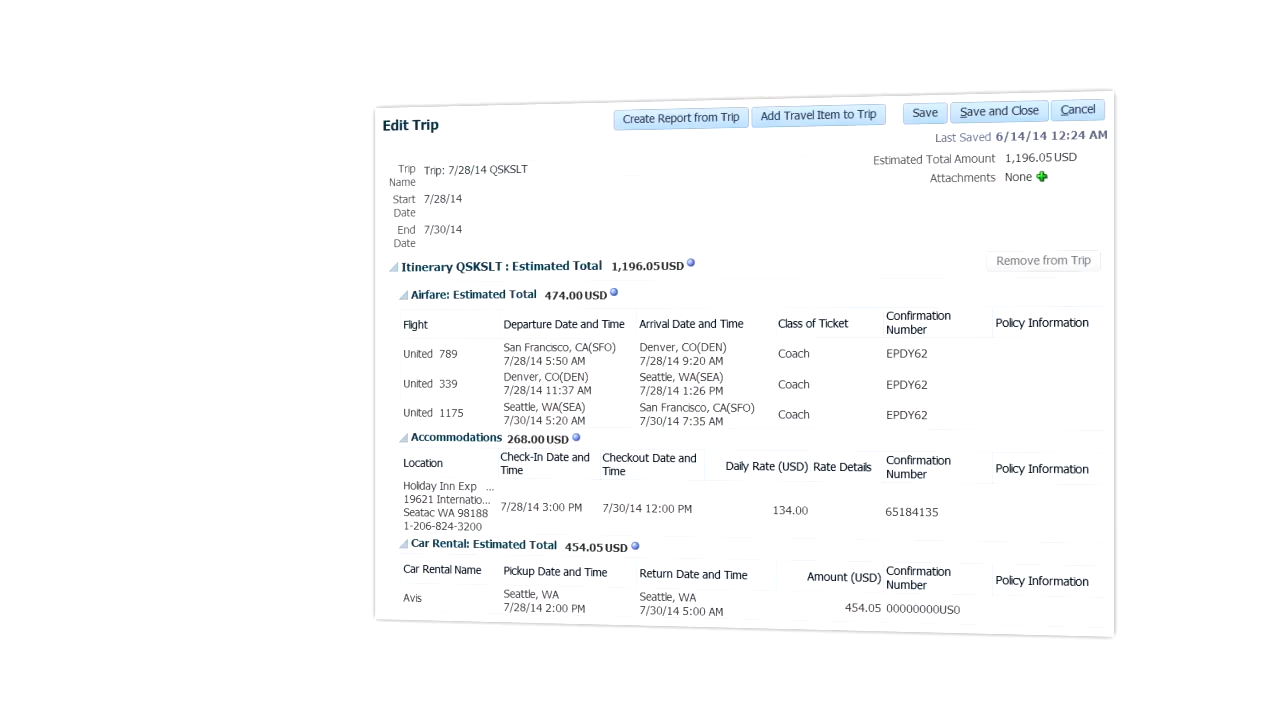 Edit Trip
Create Report from Trip Add Travel Item to Trip Save Save and Close Cancel
Last Saved 6/14/14 12:24 AM
Estimated Total Amount 1,196.05 USD
Attachments None
Trip Name Trip: 7/28/14 QSKSLT
Start Date 7/28/14
End Date 7/30/14
Itinerary QSKSLT : Estimated Total 1,196.05 USD
Remove from Trip
Airfare: Estimated Total 474.00 USD
Flight Departure Date and Time Arrival Date and Time Class of Ticket Confirmation Number Policy Information
United 789 San Francisco, CA(SFO) 7/28/14 5:50 AM Denver, CO(DEN) 7/28/14 9:20 AM Coach EPDY62
United 339 Denver, CO(DEN) 7/28/14 11:37 AM Seattle, WA(SEA) 7/28/14 1:26 PM Coach EPDY62
United 1175 Seattle, WA(SEA) 7/30/14 5:20 AM San Francisco, CA(SFO) 7/30/14 7:35 AM Coach EPDY62
Accommodations 268.00 USD
Location Check-In Date and Time Checkout Date and Time Daily Rate (USD) Rate Details Confirmation Number Policy Information
Holiday Inn Exp ...
19621 Internatio...
Seatac WA 98188
1-206-824-3200
7/28/14 3:00 PM 7/30/14 12:00 PM 134.00 65184135
Car Rental: Estimated Total 454.05 USD
Car Rental Name Pickup Date and Time Return Date and Time Amount (USD) Confirmation Number Policy Information
Avis Seattle, WA 7/28/14 2:00 PM Seattle, WA 7/30/14 5:00 AM 454.05 00000000US0